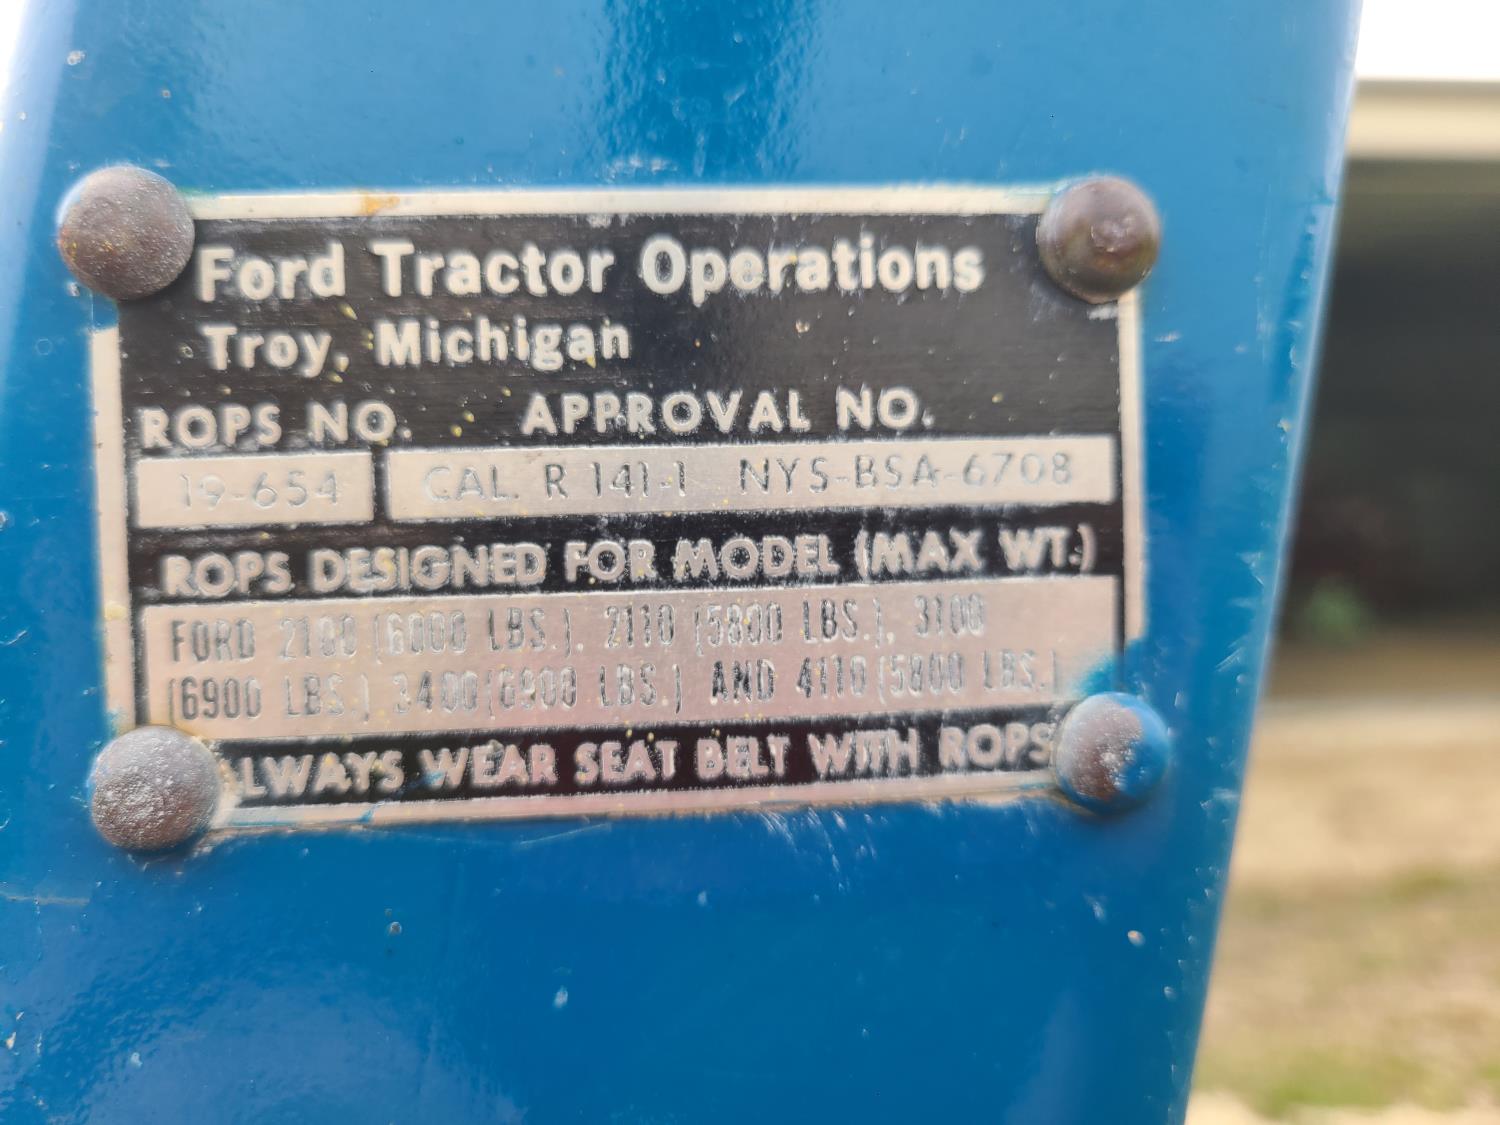 Ford Tractor Operations
Troy, Michigan
ROPS NO. APPROVAL NO.
19-654 CAL. R 141-1 NYS-BSA-6708
ROPS DESIGNED FOR MODEL (MAX WT.)
FORD 2100 (6000 LBS.), 2110 (5800 LBS.), 3100
(6900 LBS.) 3400 (6900 LBS.) AND 4110 (5800 LBS.)
ALWAYS WEAR SEAT BELT WITH ROPS